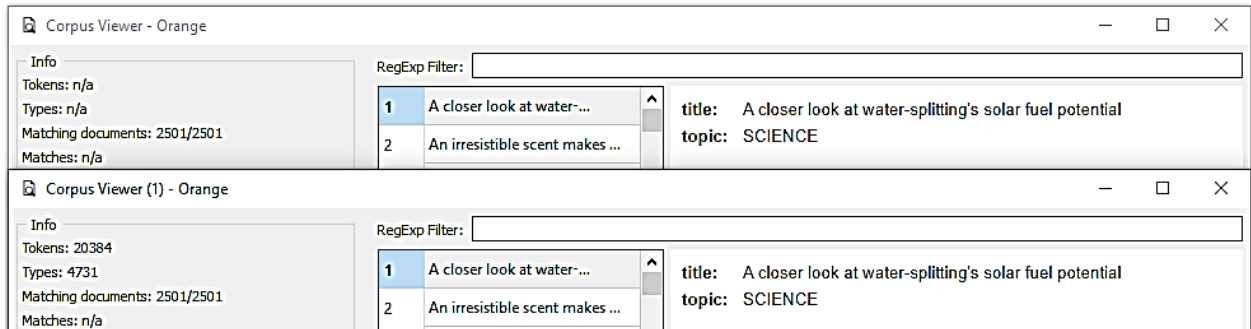 Corpus Viewer - Orange
Info
Tokens: n/a
Types: n/a
Matching documents: 2501/2501
Matches: n/a
RegExp Filter:
1 A closer look at water-...
2 An irresistible scent makes ...
title: A closer look at water-splitting's solar fuel potential
topic: SCIENCE
Corpus Viewer (1) - Orange
Info
Tokens: 20384
Types: 4731
Matching documents: 2501/2501
Matches: n/a
RegExp Filter:
1 A closer look at water-...
2 An irresistible scent makes ...
title: A closer look at water-splitting's solar fuel potential
topic: SCIENCE